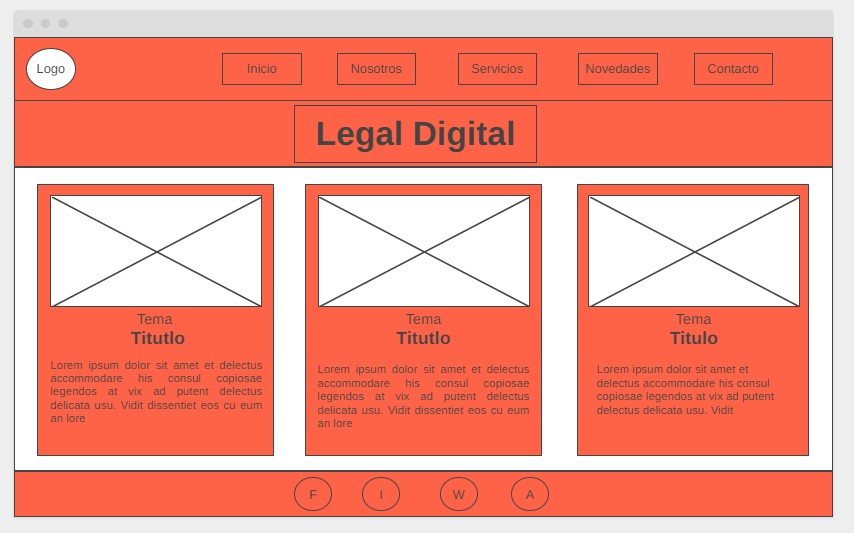 Logo
Inicio
Nosotros
Servicios
Novedades
Contacto
Legal Digital
Tema
Titutlo
Lorem ipsum dolor sit amet et delectus
accommodare his consul copiosae
legendos at vix ad putent delectus
delicata usu. Vidit dissentiet eos cu eum
an lore
Tema
Titutlo
Lorem ipsum dolor sit amet et delectus
accommodare his consul copiosae
legendos at vix ad putent delectus
delicata usu. Vidit dissentiet eos cu eum
an lore
Tema
Titulo
Lorem ipsum dolor sit amet et
delectus accommodare his consul
copiosae legendos at vix ad putent
delectus delicata usu. Vidit
F
I
W
A